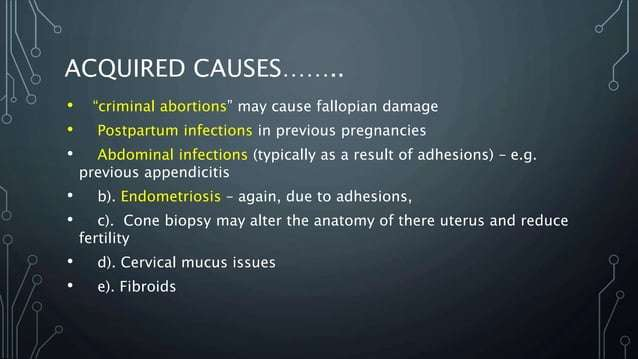 ACQUIRED CAUSES……..
• “criminal abortions” may cause fallopian damage
• Postpartum infections in previous pregnancies
• Abdominal infections (typically as a result of adhesions) – e.g.
previous appendicitis
• b). Endometriosis – again, due to adhesions,
• c). Cone biopsy may alter the anatomy of there uterus and reduce
fertility
• d). Cervical mucus issues
• e). Fibroids